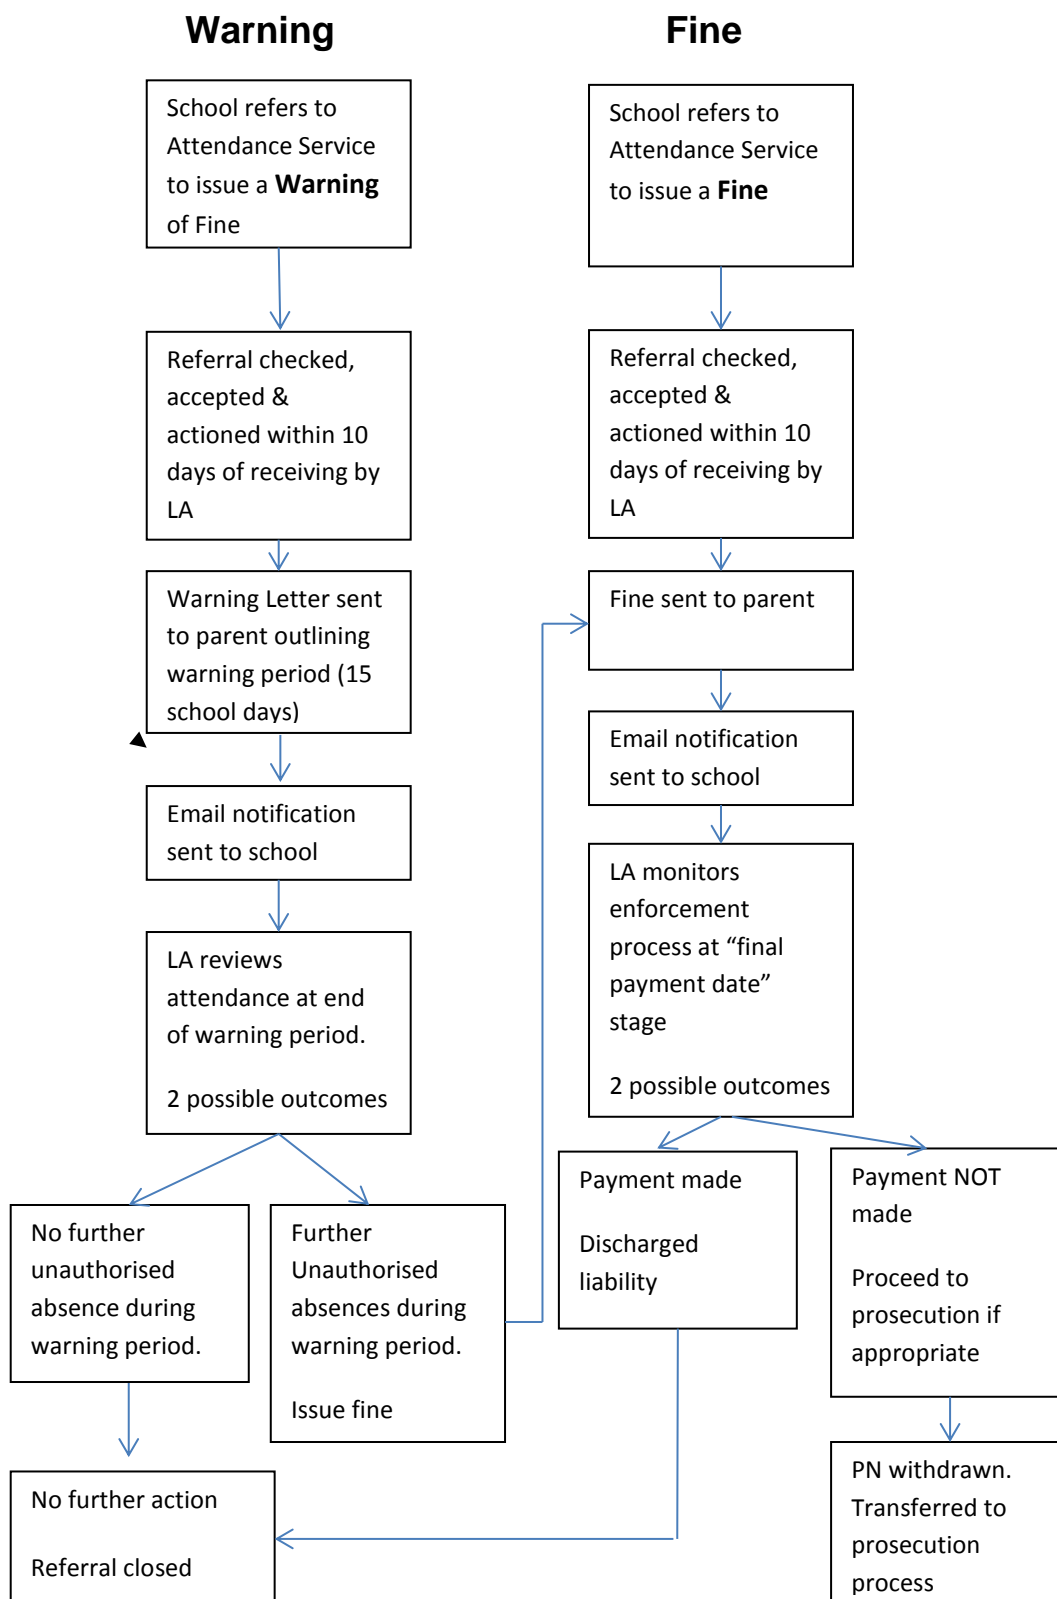 Warning
School refers to
Attendance Service
to issue a Warning
of Fine
Referral checked,
accepted &
actioned within 10
days of receiving by
LA
Warning Letter sent
to parent outlining
warning period (15
school days)
Email notification
sent to school
LA reviews
attendance at end
of warning period.
2 possible outcomes
No further
unauthorised
absence during
warning period.
Further
Unauthorised
absences during
warning period.
Issue fine
No further action
Referral closed
Fine
School refers to
Attendance Service
to issue a Fine
Referral checked,
accepted &
actioned within 10
days of receiving by
LA
Fine sent to parent
Email notification
sent to school
LA monitors
enforcement
process at “final
payment date”
stage
2 possible outcomes
Payment made
Discharged
liability
Payment NOT
made
Proceed to
prosecution if
appropriate
PN withdrawn.
Transferred to
prosecution
process